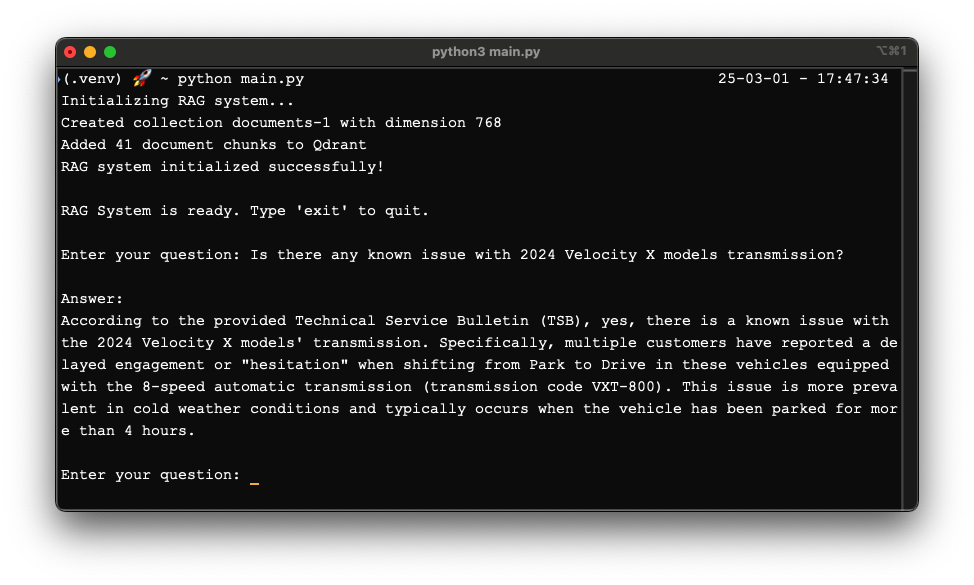 python3 main.py
⌥⌘1
(.venv) 🚀 ~ python main.py 25-03-01 - 17:47:34
Initializing RAG system...
Created collection documents-1 with dimension 768
Added 41 document chunks to Qdrant
RAG system initialized successfully!
RAG System is ready. Type 'exit' to quit.
Enter your question: Is there any known issue with 2024 Velocity X models transmission?
Answer:
According to the provided Technical Service Bulletin (TSB), yes, there is a known issue with
the 2024 Velocity X models' transmission. Specifically, multiple customers have reported a de
layed engagement or "hesitation" when shifting from Park to Drive in these vehicles equipped
with the 8-speed automatic transmission (transmission code VXT-800). This issue is more preva
lent in cold weather conditions and typically occurs when the vehicle has been parked for mor
e than 4 hours.
Enter your question: _